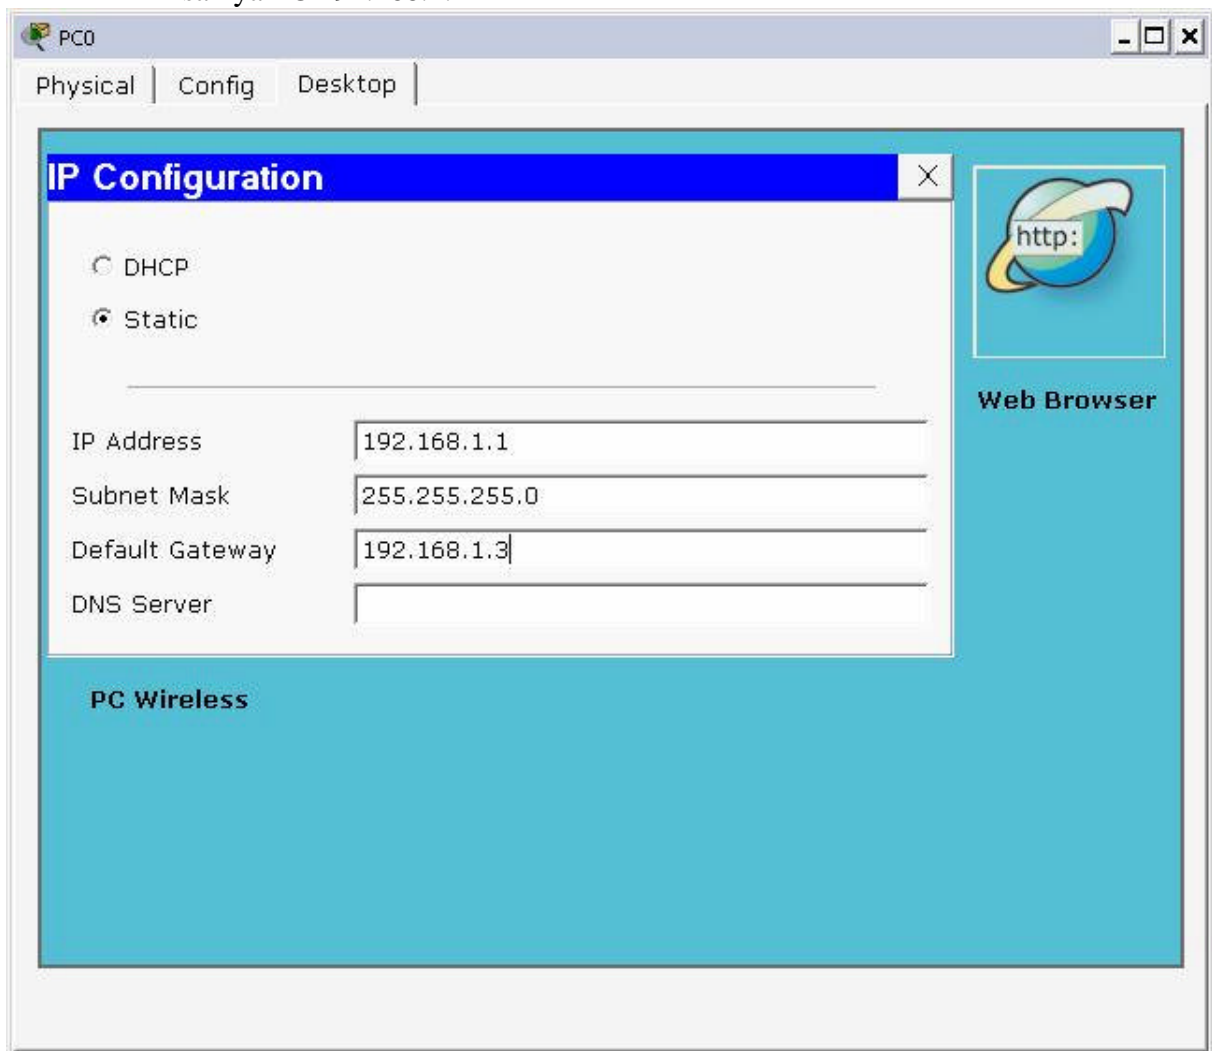 PC0
Physical Config Desktop
IP Configuration
http:
DHCP
Static
Web Browser
IP Address 192.168.1.1
Subnet Mask 255.255.255.0
Default Gateway 192.168.1.3
DNS Server
PC Wireless